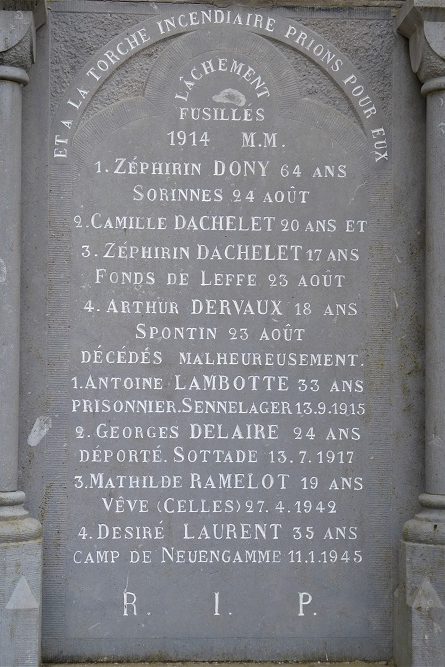 ET A LA TORCHE INCENDIAIRE PRIONS POUR EUX
LÂCHEMENT
FUSILLES
1914 M.M.
1. ZÉPHIRIN DONY 64 ANS
SORINNES 24 AOÛT
2. CAMILLE DACHELET 20 ANS ET
3. ZÉPHIRIN DACHELET 17 ANS
FONDS DE LEFFE 23 AOÛT
4. ARTHUR DERVAUX 18 ANS
SPONTIN 23 AOÛT
DÉCÉDÉS MALHEUREUSEMENT.
1. ANTOINE LAMBOTTE 33 ANS
PRISONNIER. SENNELAGER 13.9.1915
2. GEORGES DELAIRE 24 ANS
DÉPORTÉ. SOTTADE 13.7.1917
3. MATHILDE RAMELOT 19 ANS
VÊVE (CELLES) 27.4.1942
4. DESIRÉ LAURENT 35 ANS
CAMP DE NEUENGAMME 11.1.1945
R. I. P.